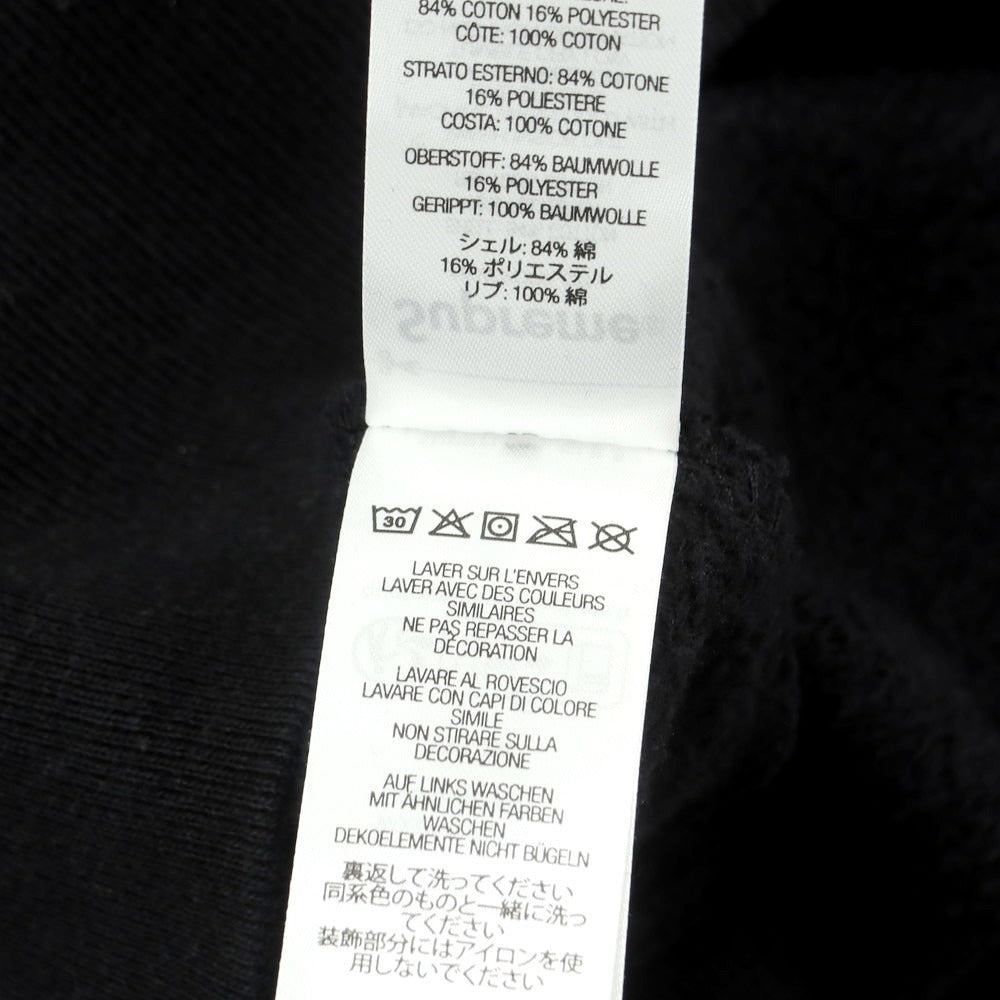 84% COTON 16% POLYESTER
CÔTE: 100% COTON
STRATO ESTERNO: 84% COTONE
16% POLIESTERE
COSTA: 100% COTONE
OBERSTOFF: 84% BAUMWOLLE
16% POLYESTER
GERIPPT: 100% BAUMWOLLE
シェル: 84% 綿
16% ポリエステル
リブ: 100% 綿
Supreme
30
LAVER SUR L'ENVERS
LAVER AVEC DES COULEURS
SIMILAIRES
NE PAS REPASSER LA
DÉCORATION
LAVARE AL ROVESCIO
LAVARE CON CAPI DI COLORE
SIMILE
NON STIRARE SULLA
DECORAZIONE
AUF LINKS WASCHEN
MIT ÄHNLICHEN FARBEN
WASCHEN
DEKOELEMENTE NICHT BÜGELN
裏返して洗ってください
同系色のものと一緒に洗っ
てください
装飾部分にはアイロンを使
用しないでください